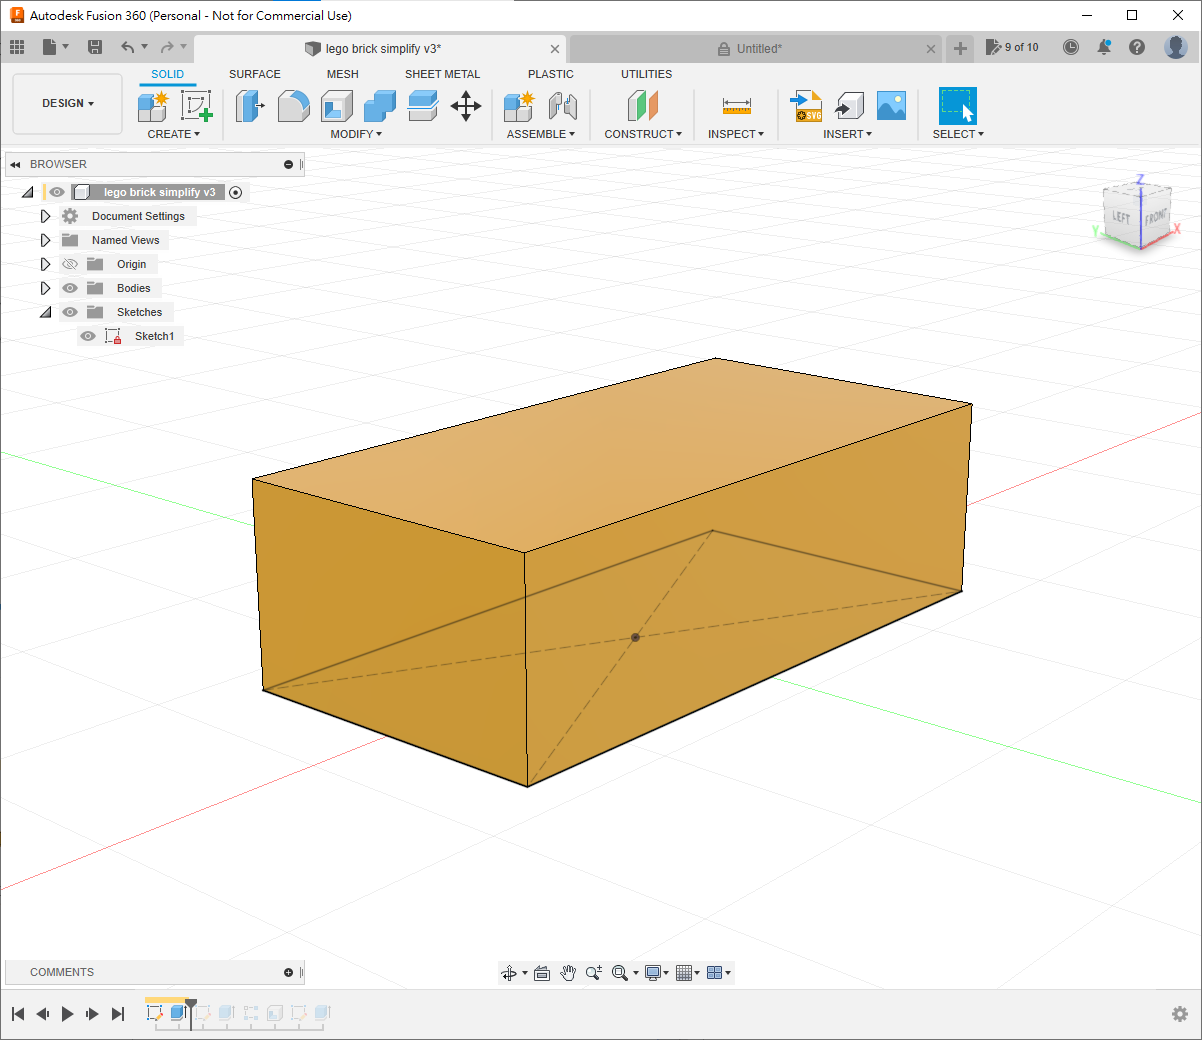 Autodesk Fusion 360 (Personal - Not for Commercial Use)
lego brick simplify v3*
Untitled*
9 of 10
DESIGN
SOLID
SURFACE
MESH
SHEET METAL
PLASTIC
UTILITIES
CREATE
MODIFY
ASSEMBLE
CONSTRUCT
INSPECT
INSERT
SELECT
SVG
BROWSER
lego brick simplify v3
Document Settings
Named Views
Origin
Bodies
Sketches
Sketch1
Z
LEFT
FRONT
Y
X
COMMENTS